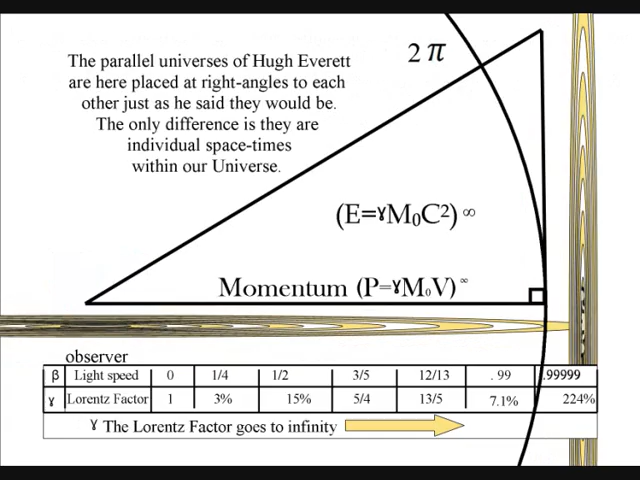 The parallel universes of Hugh Everett
are here placed at right-angles to each
other just as he said they would be.
The only difference is they are
individual space-times
within our Universe.
2 π
(E=ɣM₀C²) ∞
Momentum (P=ɣM₀V) ∞
observer
β Light speed 0 1/4 1/2 3/5 12/13 . 99 .99999
ɣ Lorentz Factor 1 3% 15% 5/4 13/5 7.1% 224%
ɣ The Lorentz Factor goes to infinity